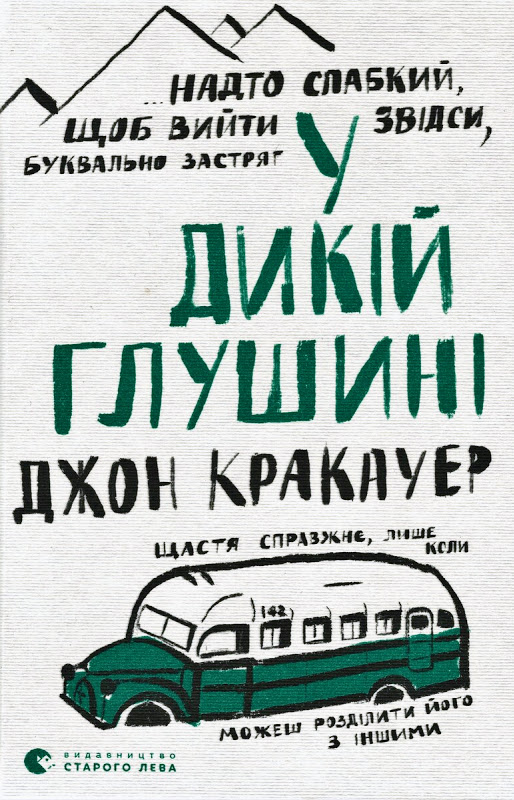 ... НАДТО СЛАБКИЙ,
ЩОБ ВИЙТИ ЗВІДСИ,
БУКВАЛЬНО ЗАСТРЯГ
У
ДИКІЙ
ГЛУШИНІ
ДЖОН КРАКАУЕР
ЩАСТЯ СПРАВЖНЄ, ЛИШЕ
КОЛИ
142
МОЖЕШ РОЗДІЛИТИ ЙОГО
З ІНШИМИ
видавництво
СТАРОГО ЛЕВА